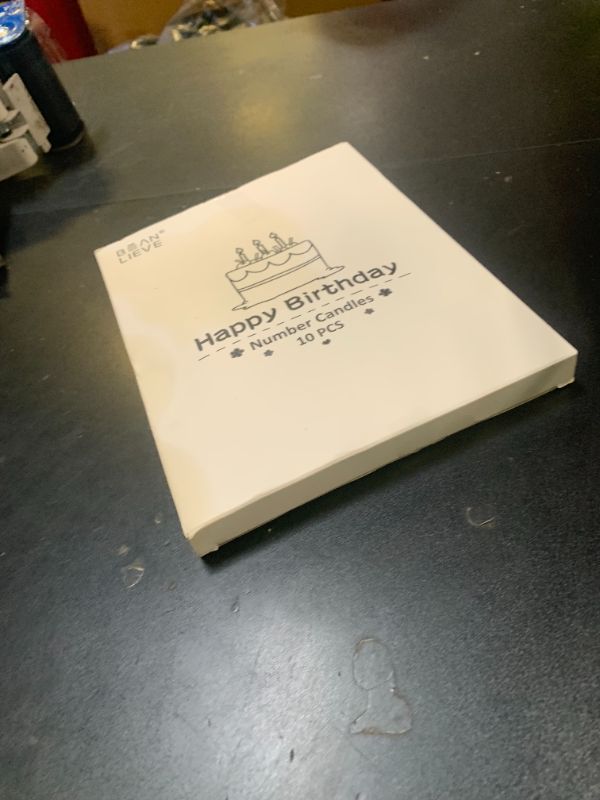 BEAN®
LIEVE
Happy Birthday
Number Candles
10 PCS